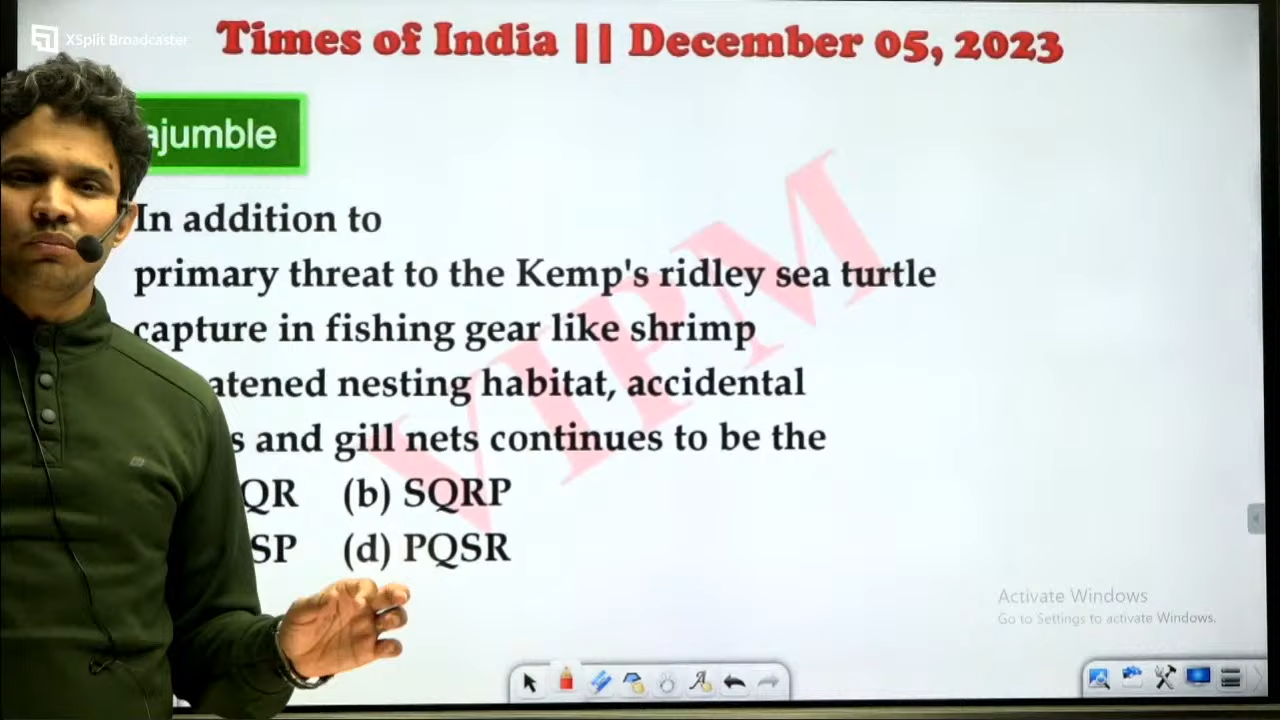 XSplit Broadcaster
Times of India || December 05, 2023
ajumble
In addition to
primary threat to the Kemp's ridley sea turtle
capture in fishing gear like shrimp
atened nesting habitat, accidental
s and gill nets continues to be the
QR (b) SQRP
SP (d) PQSR
VIPM
Activate Windows
Go to Settings to activate Windows.